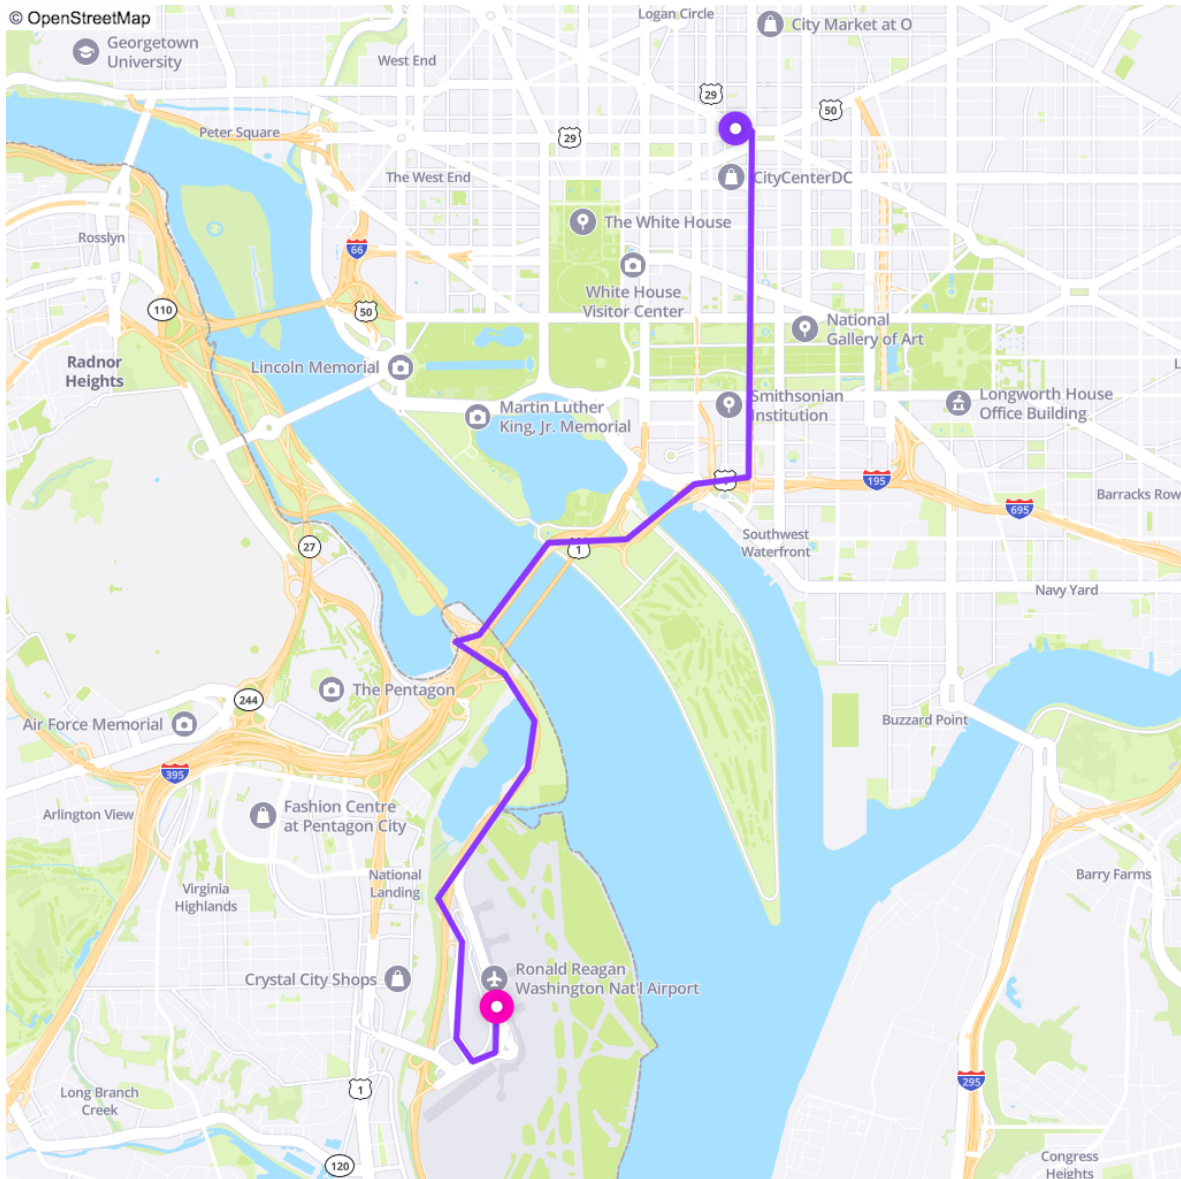 © OpenStreetMap
Logan Circle
City Market at O
Georgetown
University
West End
29
50
Peter Square
29
The West End
CityCenterDC
The White House
Rosslyn
66
White House
Visitor Center
110
50
National
Gallery of Art
Radnor
Heights
Lincoln Memorial
L
Smithsonian
Institution
Longworth House
Office Building
Martin Luther
King, Jr. Memorial
195
Barracks Row
695
Southwest
Waterfront
27
1
Navy Yard
The Pentagon
244
Air Force Memorial
Buzzard Point
395
Fashion Centre
at Pentagon City
Arlington View
National
Landing
Virginia
Highlands
Barry Farms
Crystal City Shops
Ronald Reagan
Washington Nat'l Airport
295
1
Long Branch
Creek
120
Congress
Heights